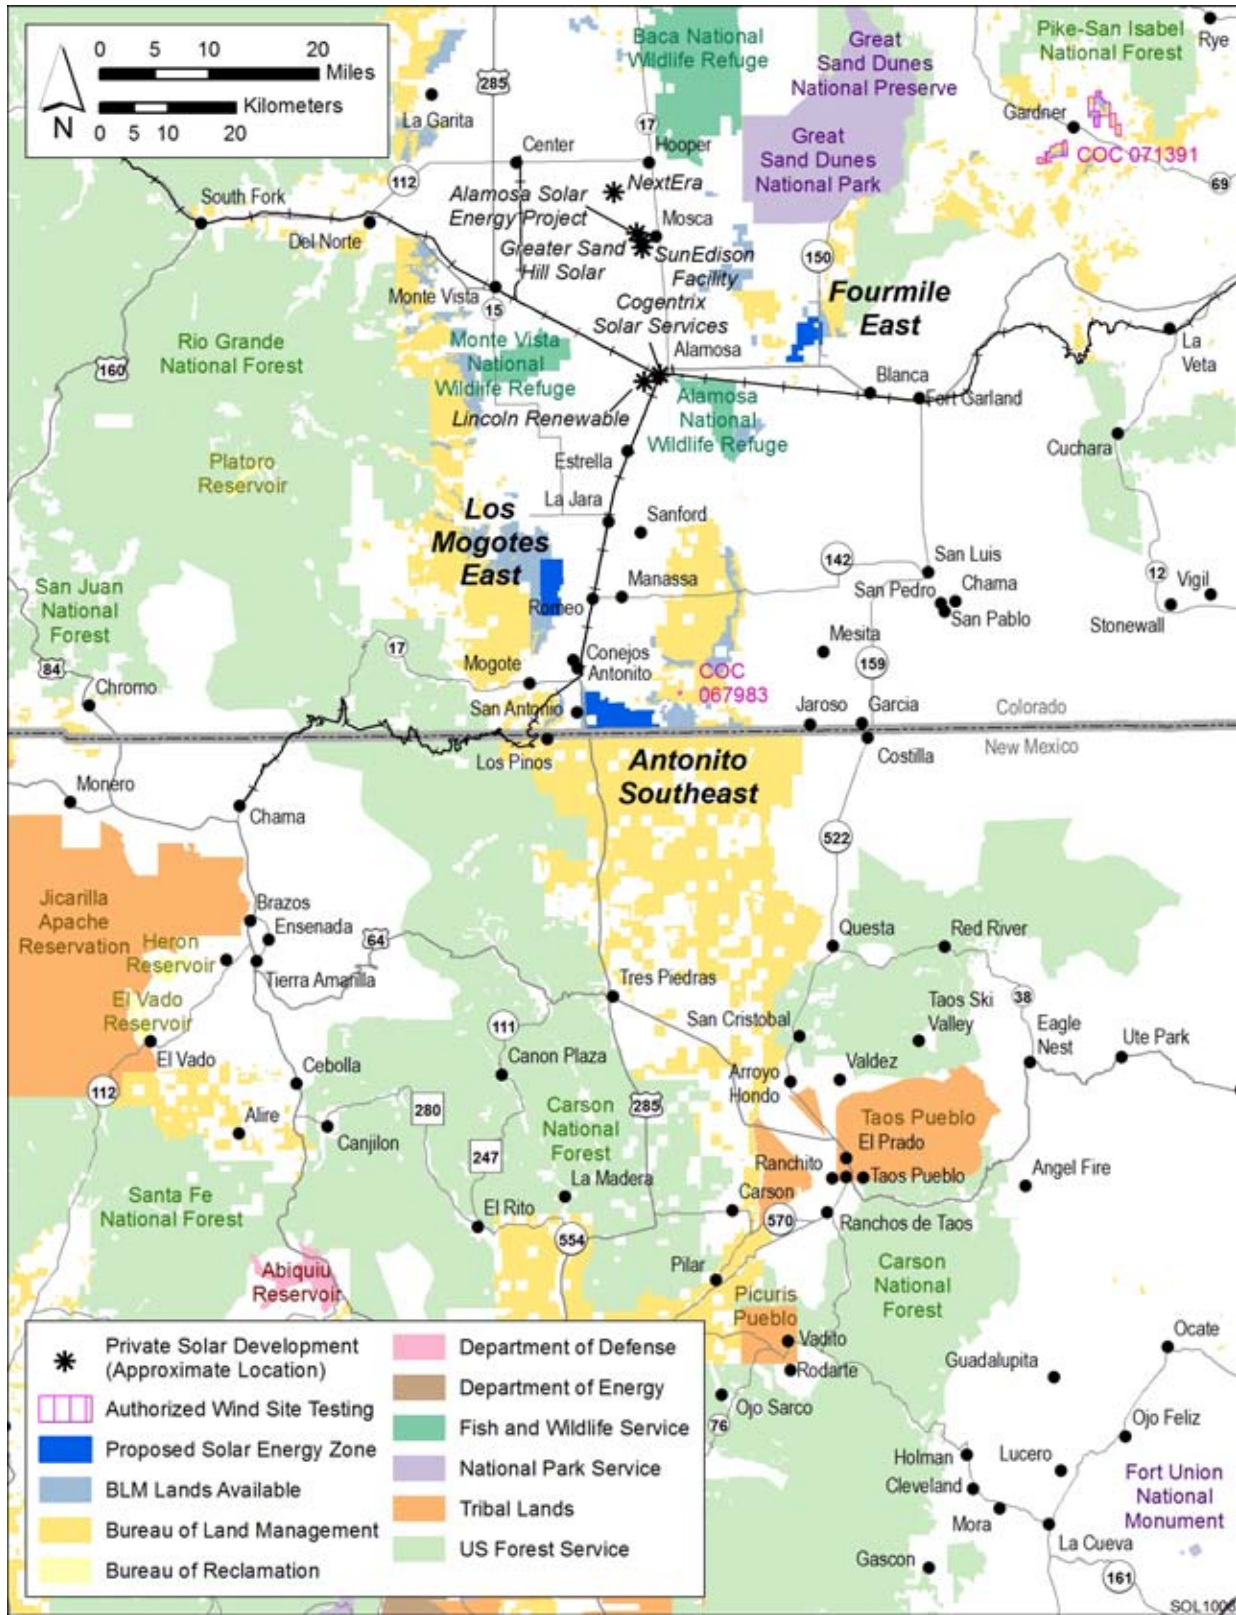 0 10 20
5
Miles
Kilometers
0 5 10 20
N
La Garita
285
Baca National
Wildlife Refuge
Great
Sand Dunes
National Preserve
Pike-San Isabel
National Forest
Rye
Gardner
COC 071391
69
17
Center
Hooper
Great
Sand Dunes
National Park
112
South Fork
Del Norte
NextEra
Alamosa Solar
Energy Project
Mosca
Greater Sand
Hill Solar
SunEdison
Facility
150
Fourmile
East
Monte Vista
15
Cogentrix
Solar Services
Alamosa
La
Veta
Rio Grande
National Forest
160
Monte Vista
National
Wildlife Refuge
Lincoln Renewable
Alamosa
National
Wildlife Refuge
Blanca
Fort Garland
Cuchara
Estrella
Platoro
Reservoir
La Jara
Sanford
Los
Mogotes
East
142
San Luis
Romeo
Manassa
San Pedro
Chama
San Pablo
12
Vigil
Stonewall
San Juan
National
Forest
84
Chromo
17
Mogote
Conejos
Antonito
COC
067983
Mesita
159
San Antonio
Jaroso
Garcia
Colorado
New Mexico
Los Pinos
Costilla
Antonito
Southeast
Monero
Chama
522
Jicarilla
Apache
Reservation
Brazos
Ensenada
Heron
Reservoir
64
Tierra Amarilla
El Vado
Reservoir
El Vado
Questa
Red River
Tres Piedras
111
San Cristobal
Taos Ski
Valley
38
Eagle
Nest
Ute Park
Canon Plaza
Cebolla
112
Arroyo
Hondo
Valdez
280
Carson
National
Forest
285
Taos Pueblo
El Prado
Alire
Canjilon
247
Ranchito
Taos Pueblo
Angel Fire
La Madera
Santa Fe
National Forest
El Rito
Carson
570
Ranchos de Taos
554
Abiquiu
Reservoir
Pilar
Carson
National
Forest
Picuris
Pueblo
Vadito
Rodarte
Ocate
Guadalupita
Ojo Sarco
76
Ojo Feliz
Holman
Lucero
Cleveland
Fort Union
National
Monument
Mora
La Cueva
Gascon
161
Private Solar Development
(Approximate Location)
Authorized Wind Site Testing
Proposed Solar Energy Zone
BLM Lands Available
Bureau of Land Management
Bureau of Reclamation
Department of Defense
Department of Energy
Fish and Wildlife Service
National Park Service
Tribal Lands
US Forest Service